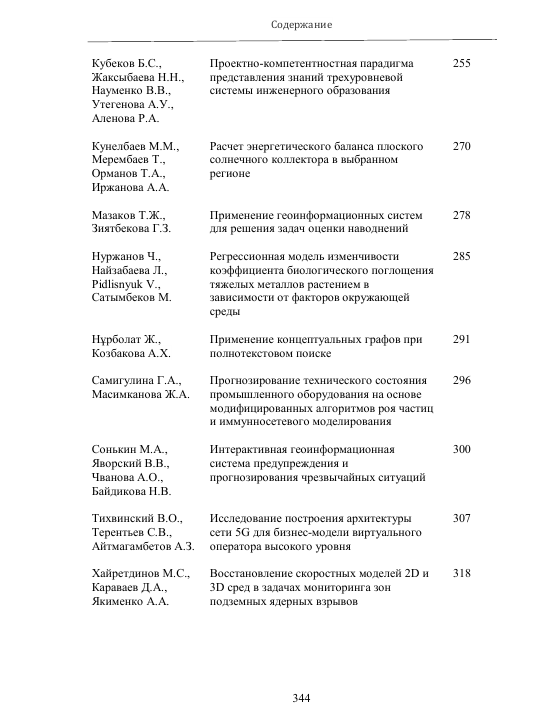 Содержание
Кубеков Б.С., Проектно-компетентностная парадигма 255
Жаксыбаева Н.Н., представления знаний трехуровневой
Науменко В.В., системы инженерного образования
Утегенова А.У.,
Аленова Р.А.
Кунелбаев М.М., Расчет энергетического баланса плоского 270
Мерембаев Т., солнечного коллектора в выбранном
Орманов Т.А., регионе
Иржанова А.А.
Мазаков Т.Ж., Применение геоинформационных систем 278
Зиятбекова Г.З. для решения задач оценки наводнений
Нуржанов Ч., Регрессионная модель изменчивости 285
Найзабаева Л., коэффициента биологического поглощения
Pidlisnyuk V., тяжелых металлов растением в
Сатымбеков М. зависимости от факторов окружающей
среды
Нұрболат Ж., Применение концептуальных графов при 291
Козбакова А.Х. полнотекстовом поиске
Самигулина Г.А., Прогнозирование технического состояния 296
Масимканова Ж.А. промышленного оборудования на основе
модифицированных алгоритмов роя частиц
и иммунносетевого моделирования
Сонькин М.А., Интерактивная геоинформационная 300
Яворский В.В., система предупреждения и
Чванова А.О., прогнозирования чрезвычайных ситуаций
Байдикова Н.В.
Тихвинский В.О., Исследование построения архитектуры 307
Терентьев С.В., сети 5G для бизнес-модели виртуального
Айтмагамбетов А.З. оператора высокого уровня
Хайретдинов М.С., Восстановление скоростных моделей 2D и 318
Караваев Д.А., 3D сред в задачах мониторинга зон
Якименко А.А. подземных ядерных взрывов
344